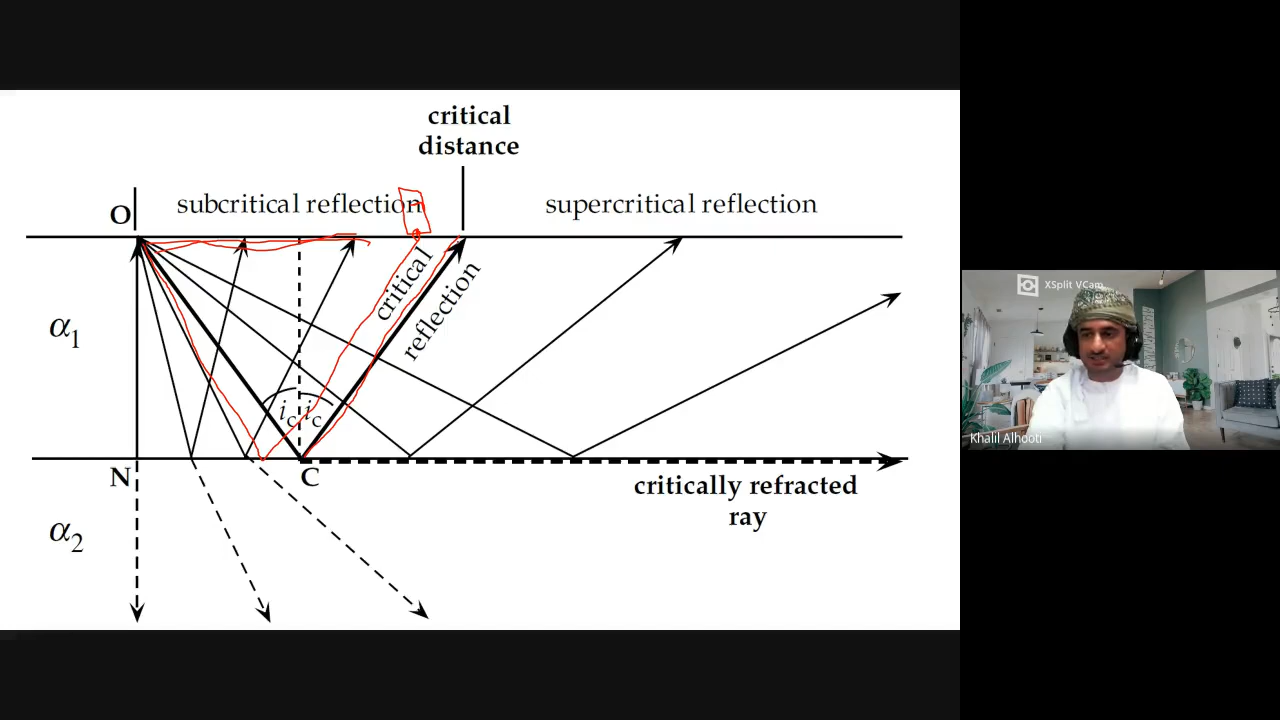 critical
distance
subcritical reflection
supercritical reflection
O
critical
reflection
α1
ic ic
N
C
critically refracted
ray
α2
XSplit VCam
Khalil Alhooti